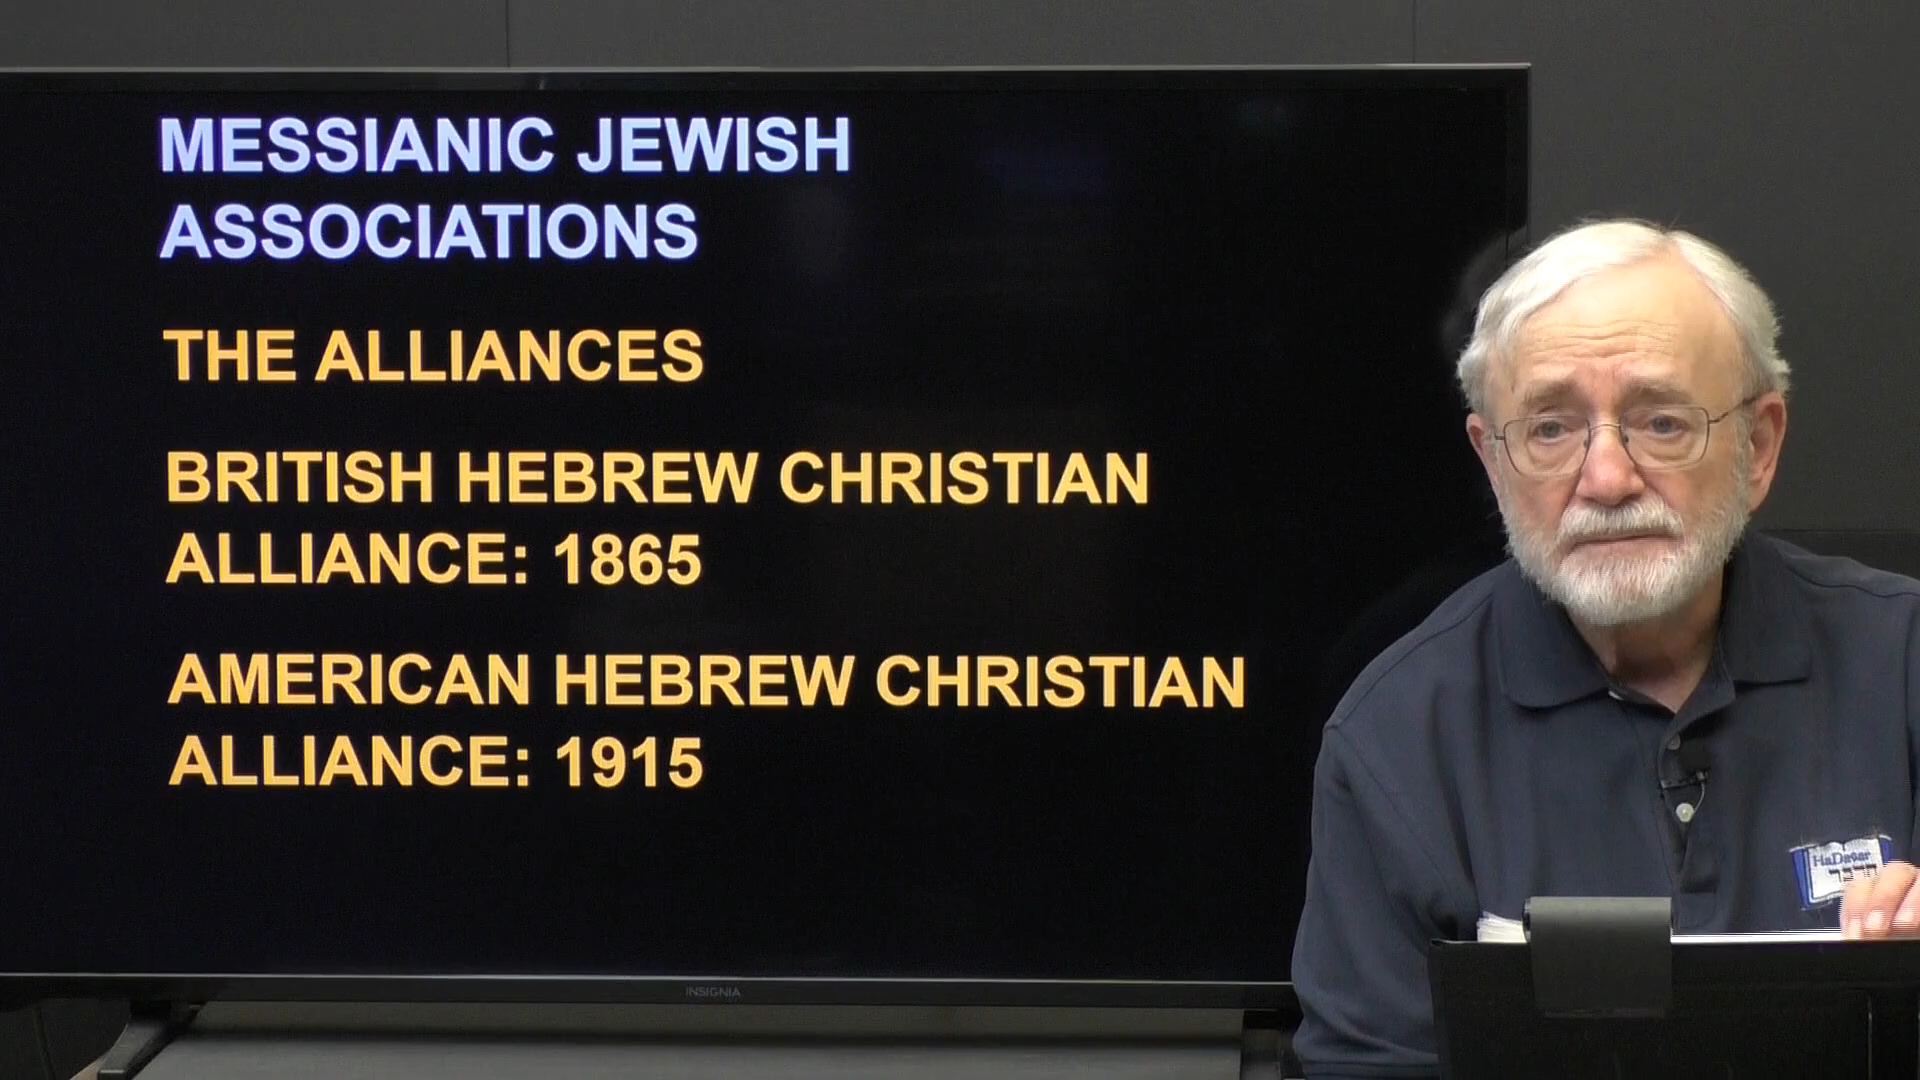 MESSIANIC JEWISH
ASSOCIATIONS
THE ALLIANCES
BRITISH HEBREW CHRISTIAN
ALLIANCE: 1865
AMERICAN HEBREW CHRISTIAN
ALLIANCE: 1915
INSIGNIA
HaDavar